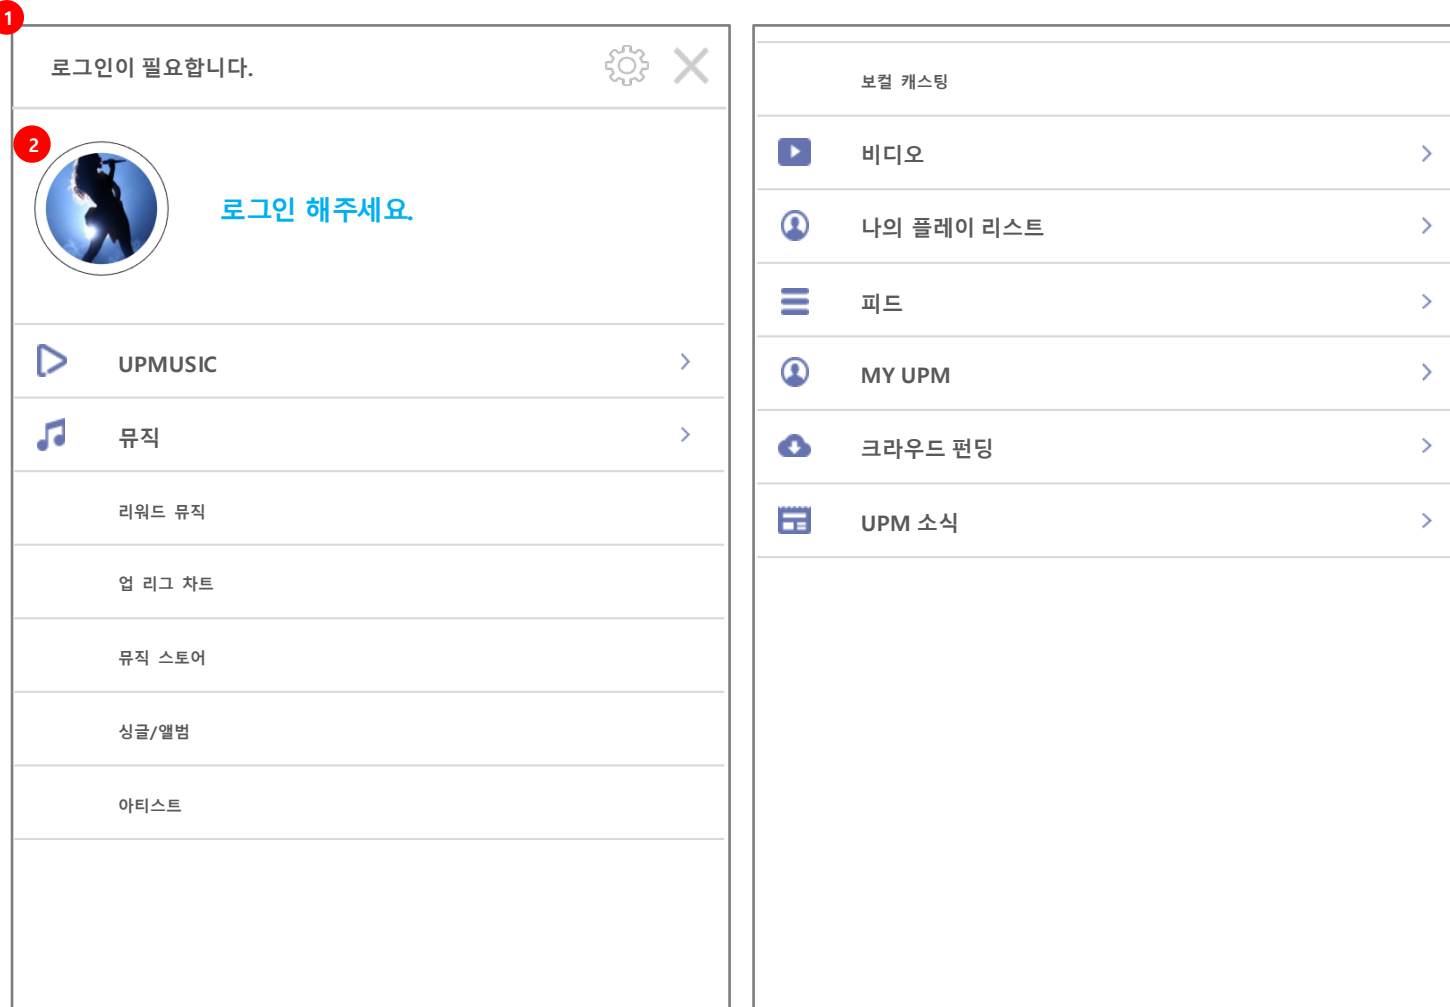 1
로그인이 필요합니다.
2
로그인 해주세요.
UPMUSIC
뮤직
리워드 뮤직
업 리그 차트
뮤직 스토어
싱글/앨범
아티스트
보컬 캐스팅
비디오
나의 플레이 리스트
피드
MY UPM
크라우드 펀딩
UPM 소식